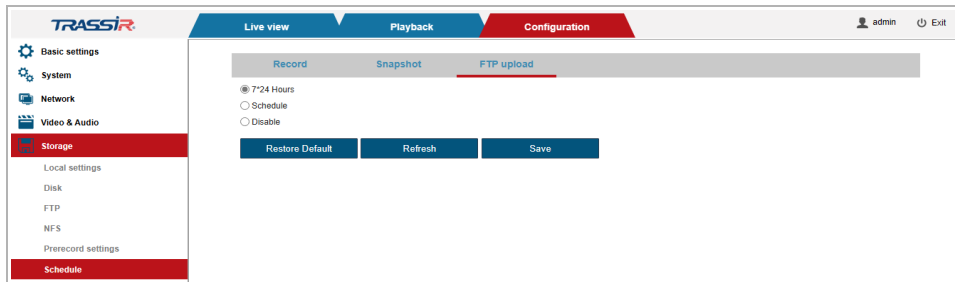 TRASSIR
Live view
Playback
Configuration
admin
Exit
Basic settings
System
Network
Video & Audio
Storage
Local settings
Disk
FTP
NFS
Prerecord settings
Schedule
Record
Snapshot
FTP upload
7*24 Hours
Schedule
Disable
Restore Default
Refresh
Save